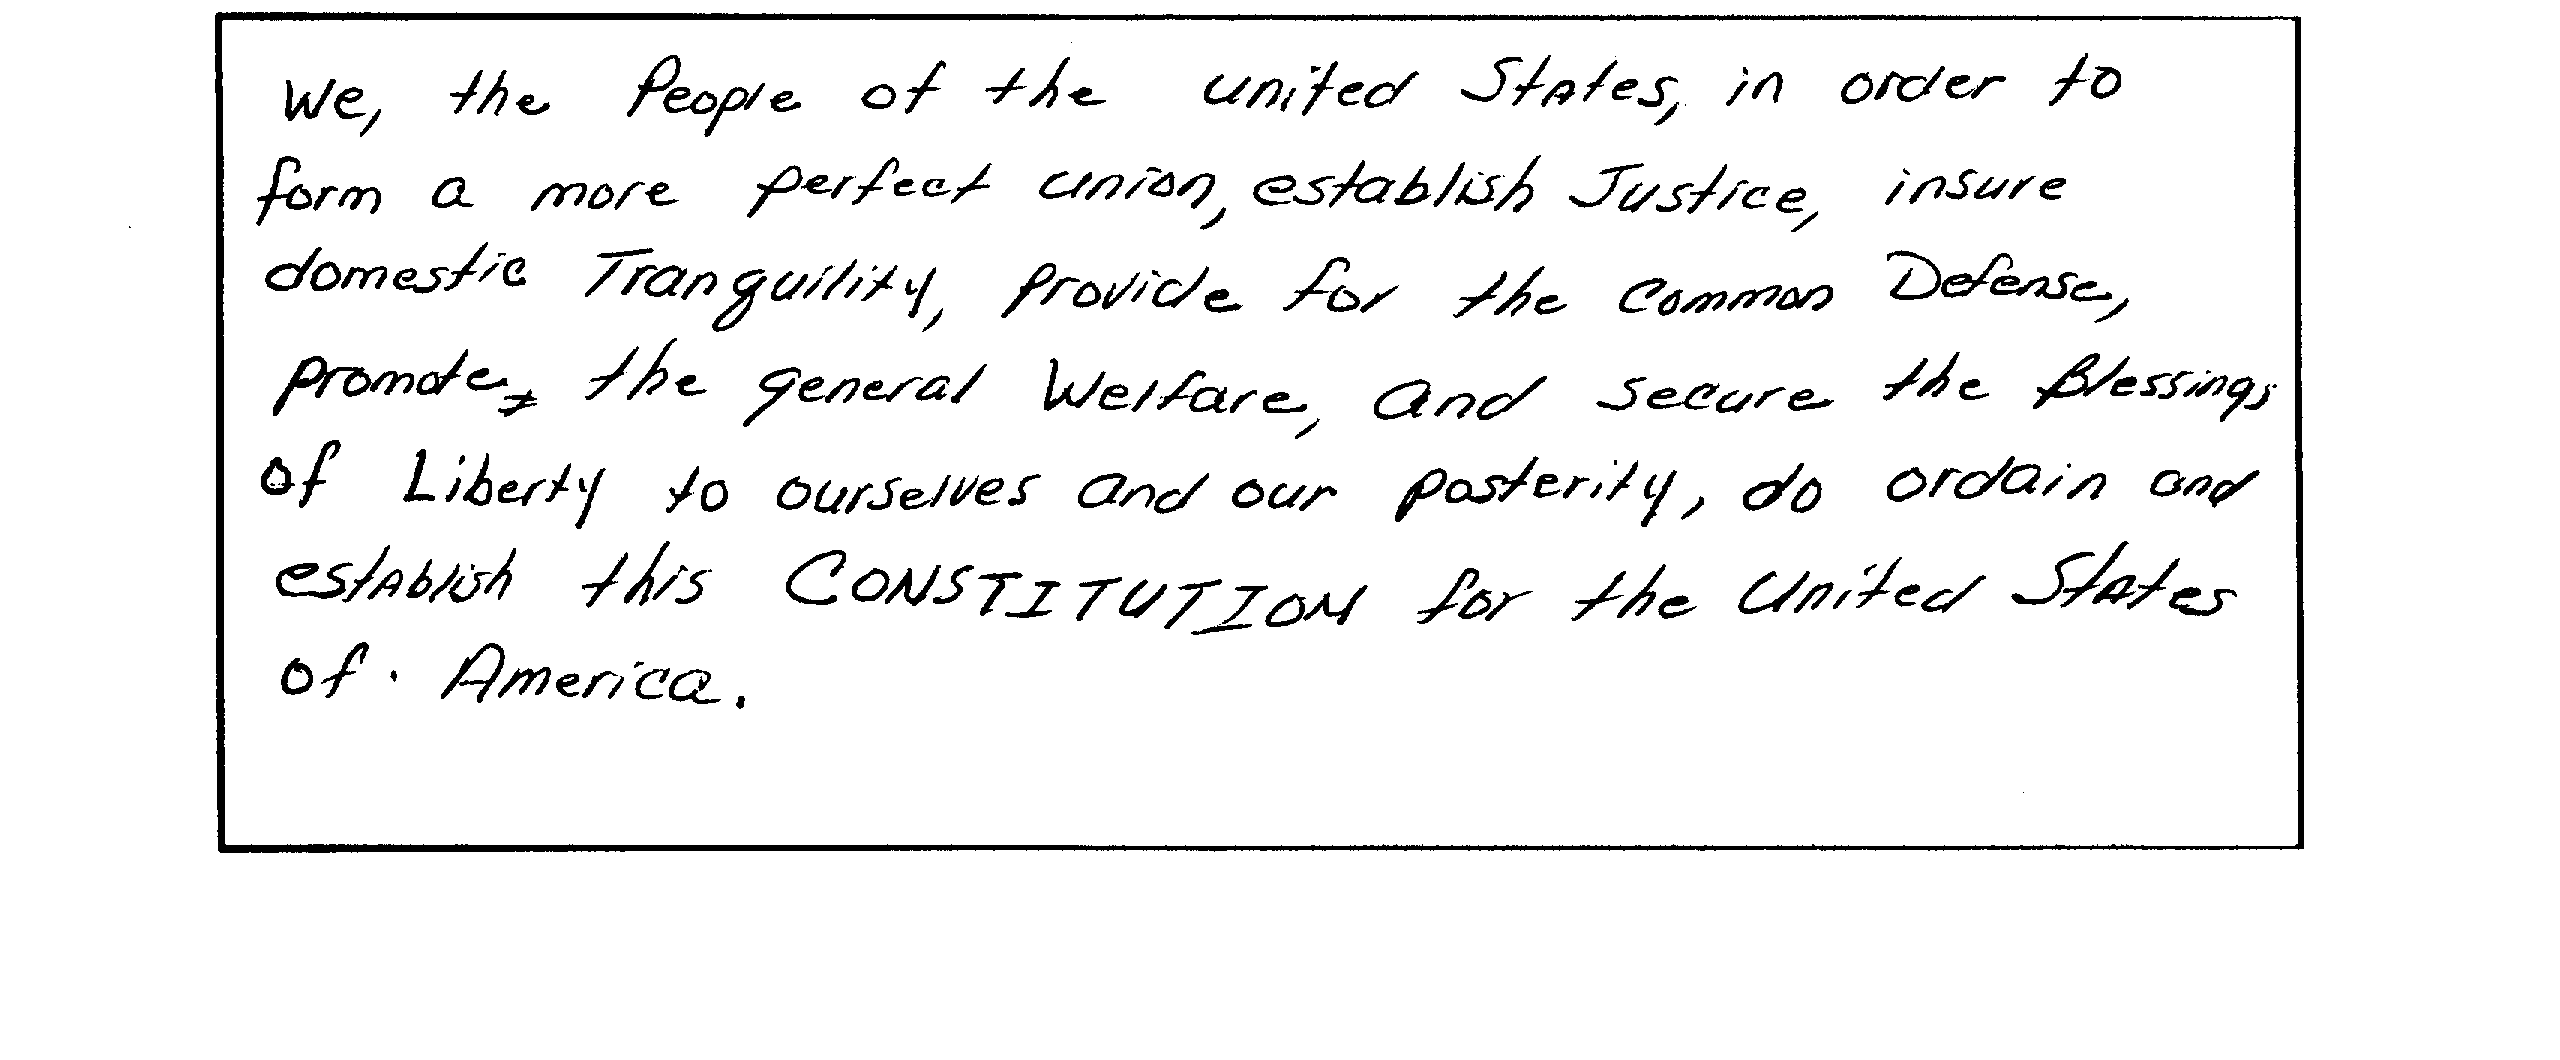 We, the People of the united States, in order to
form a more perfect union, establish Justice, insure
domestic Tranquility, provide for the common Defense,
promote, the general Welfare, and secure the Blessings
of Liberty to ourselves and our posterity, do ordain and
establish this CONSTITUTION for the United States
of America.